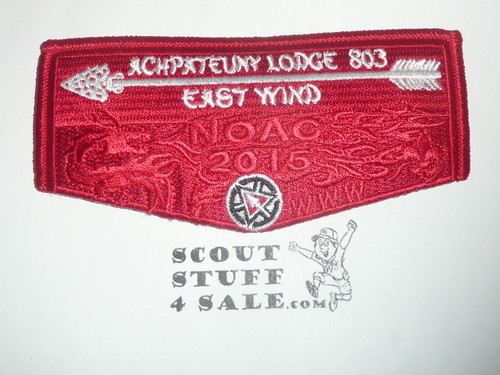 ACHPATEUNY LODGE 803
EAST WIND
NOAC
2015
WWW
SCOUT
STUFF
4 SALE.COM